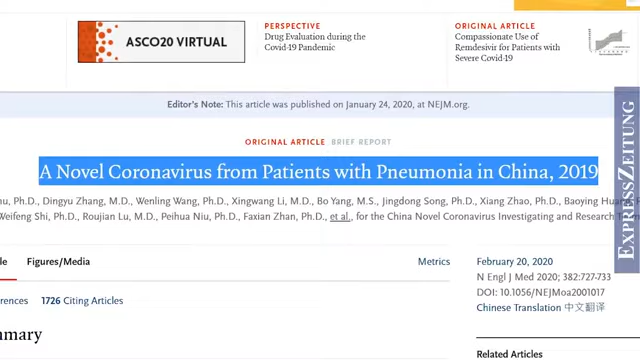 ASCO20 VIRTUAL
PERSPECTIVE
Drug Evaluation during the
Covid-19 Pandemic
ORIGINAL ARTICLE
Compassionate Use of
Remdesivir for Patients with
Severe Covid-19
Editor's Note: This article was published on January 24, 2020, at NEJM.org.
ORIGINAL ARTICLE BRIEF REPORT
A Novel Coronavirus from Patients with Pneumonia in China, 2019
hu, Ph.D., Dingyu Zhang, M.D., Wenling Wang, Ph.D., Xingwang Li, M.D., Bo Yang, M.S., Jingdong Song, Ph.D., Xiang Zhao, Ph.D., Baoying
Weifeng Shi, Ph.D., Roujian Lu, M.D., Peihua Niu, Ph.D., Faxian Zhan, Ph.D., et al., for the China Novel Coronavirus Investigating and Research
le Figures/Media Metrics
rences 1726 Citing Articles
mmary
February 20, 2020
N Engl J Med 2020; 382:727-733
DOI: 10.1056/NEJMoa2001017
Chinese Translation 中文翻译
Related Articles
EXPRESSZEITUNG